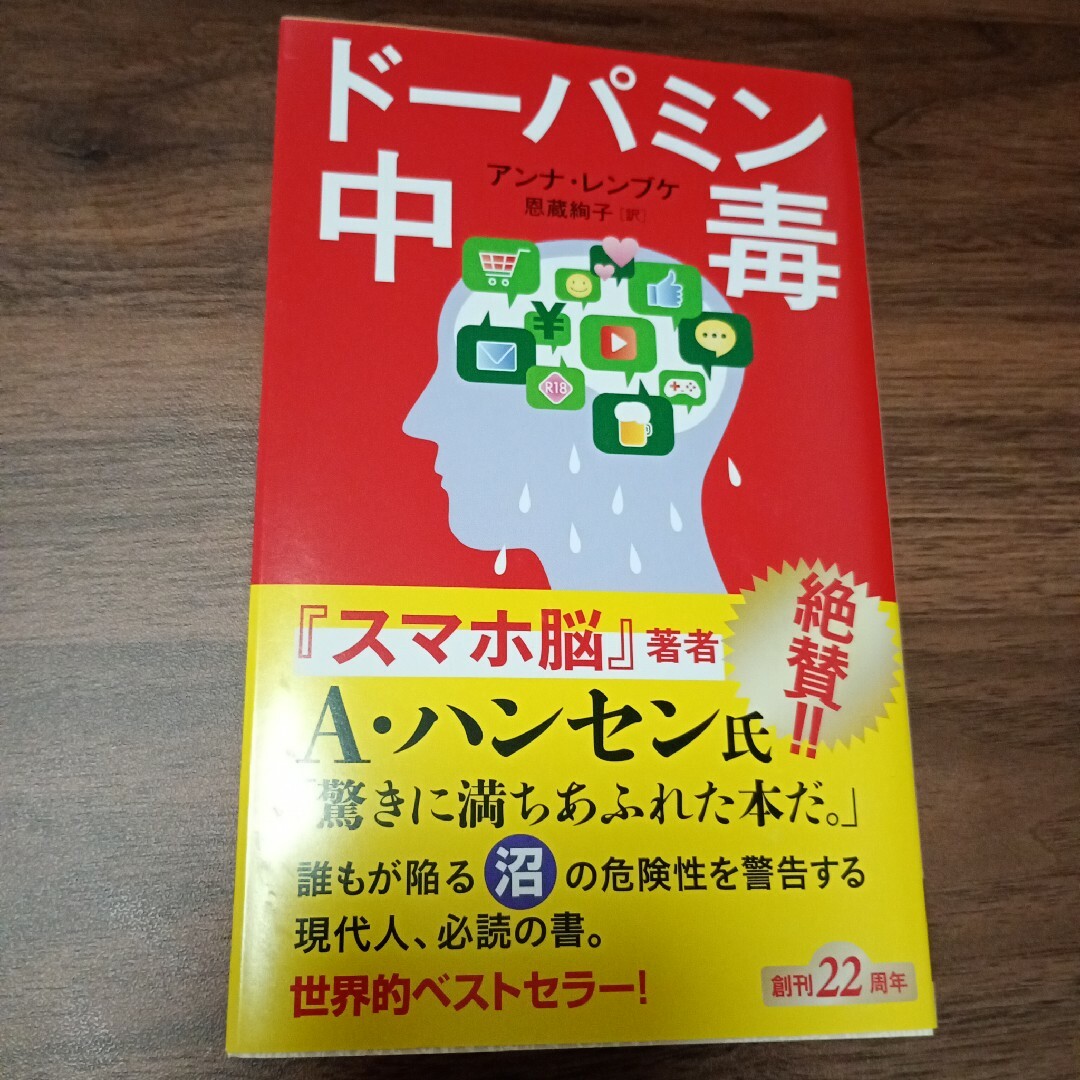 ドーパミン
中毒
アンナ・レンブケ
恩蔵絢子[訳]
¥
R18
『スマホ脳』著者
絶賛!!
A・ハンセン氏
「驚きに満ちあふれた本だ。」
誰もが陥る 沼 の危険性を警告する
現代人、必読の書。
世界的ベストセラー!
創刊22周年